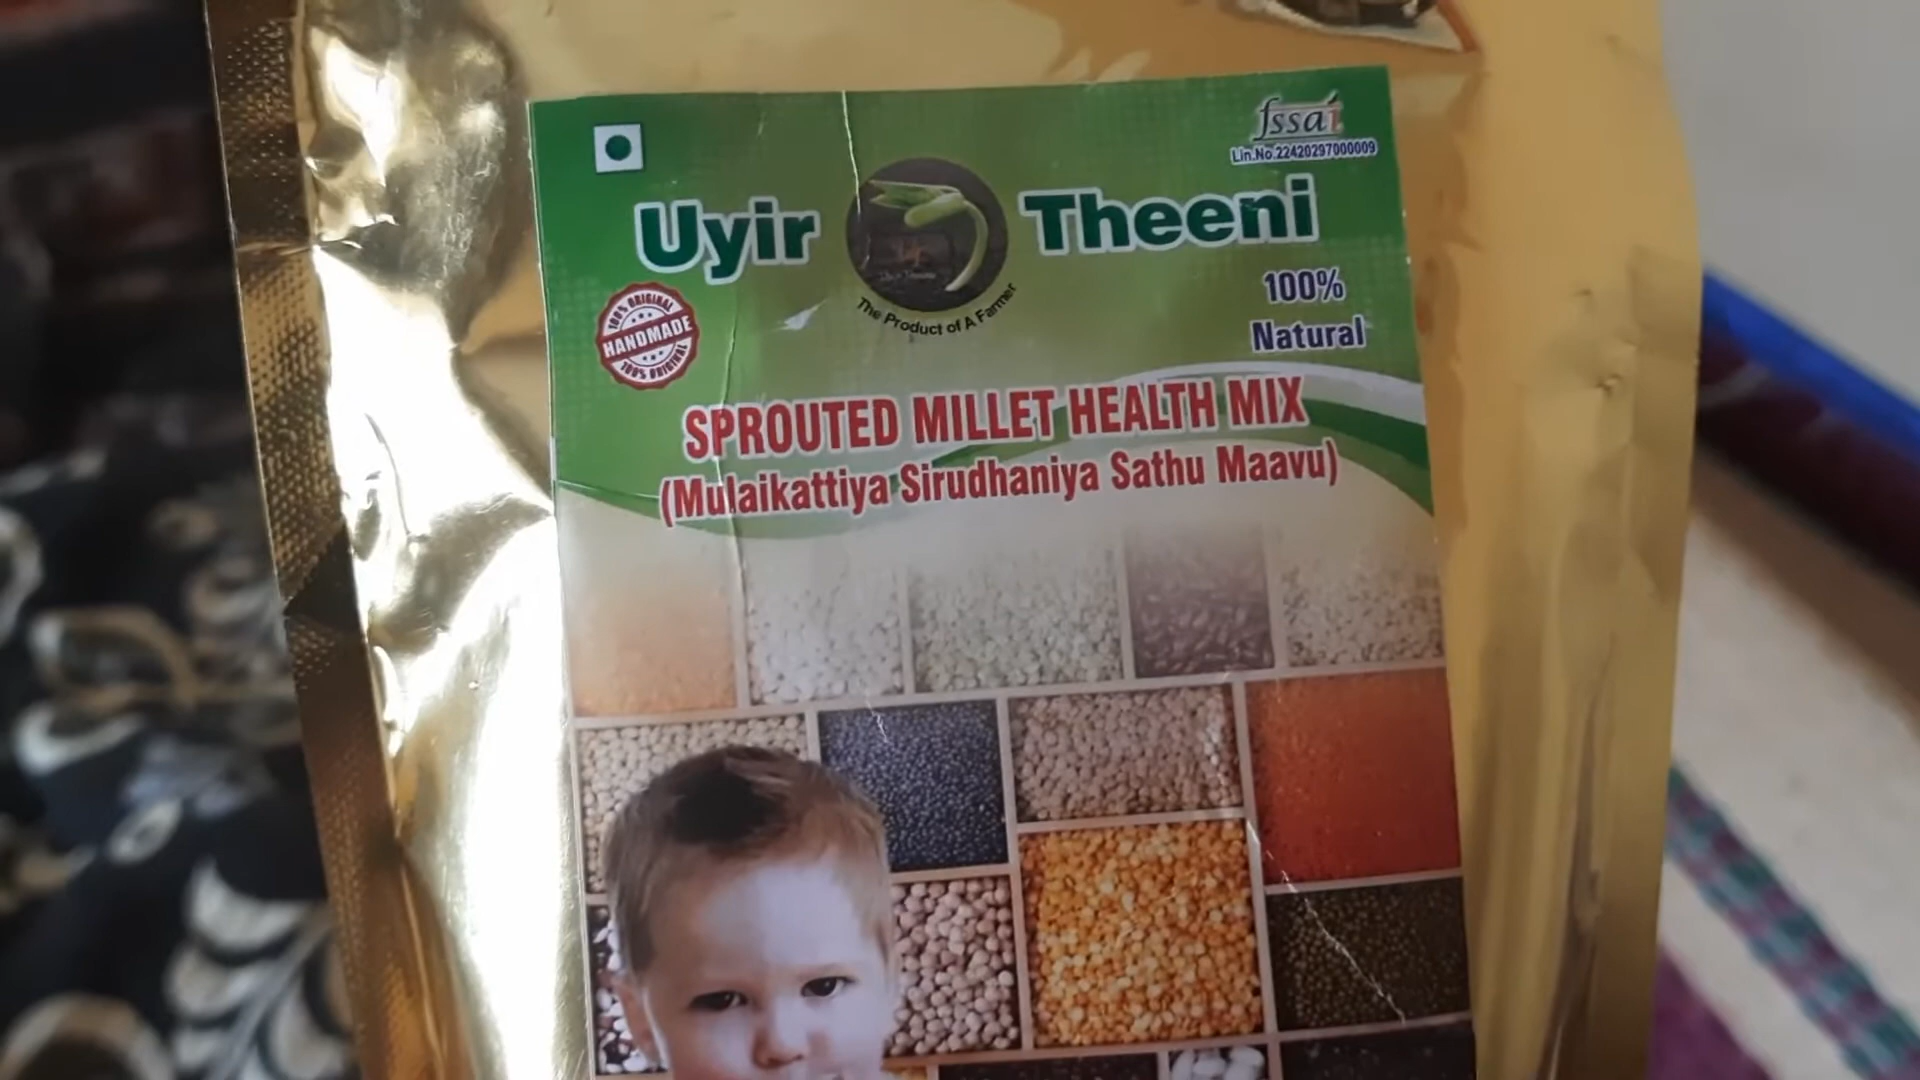 fssai
Lin.No.22420297000009
Uyir Theeni
The Product of A Farmer
100% ORIGINAL
HANDMADE
100% ORIGINAL
100%
Natural
SPROUTED MILLET HEALTH MIX
(Mulaikattiya Sirudhaniya Sathu Maavu)